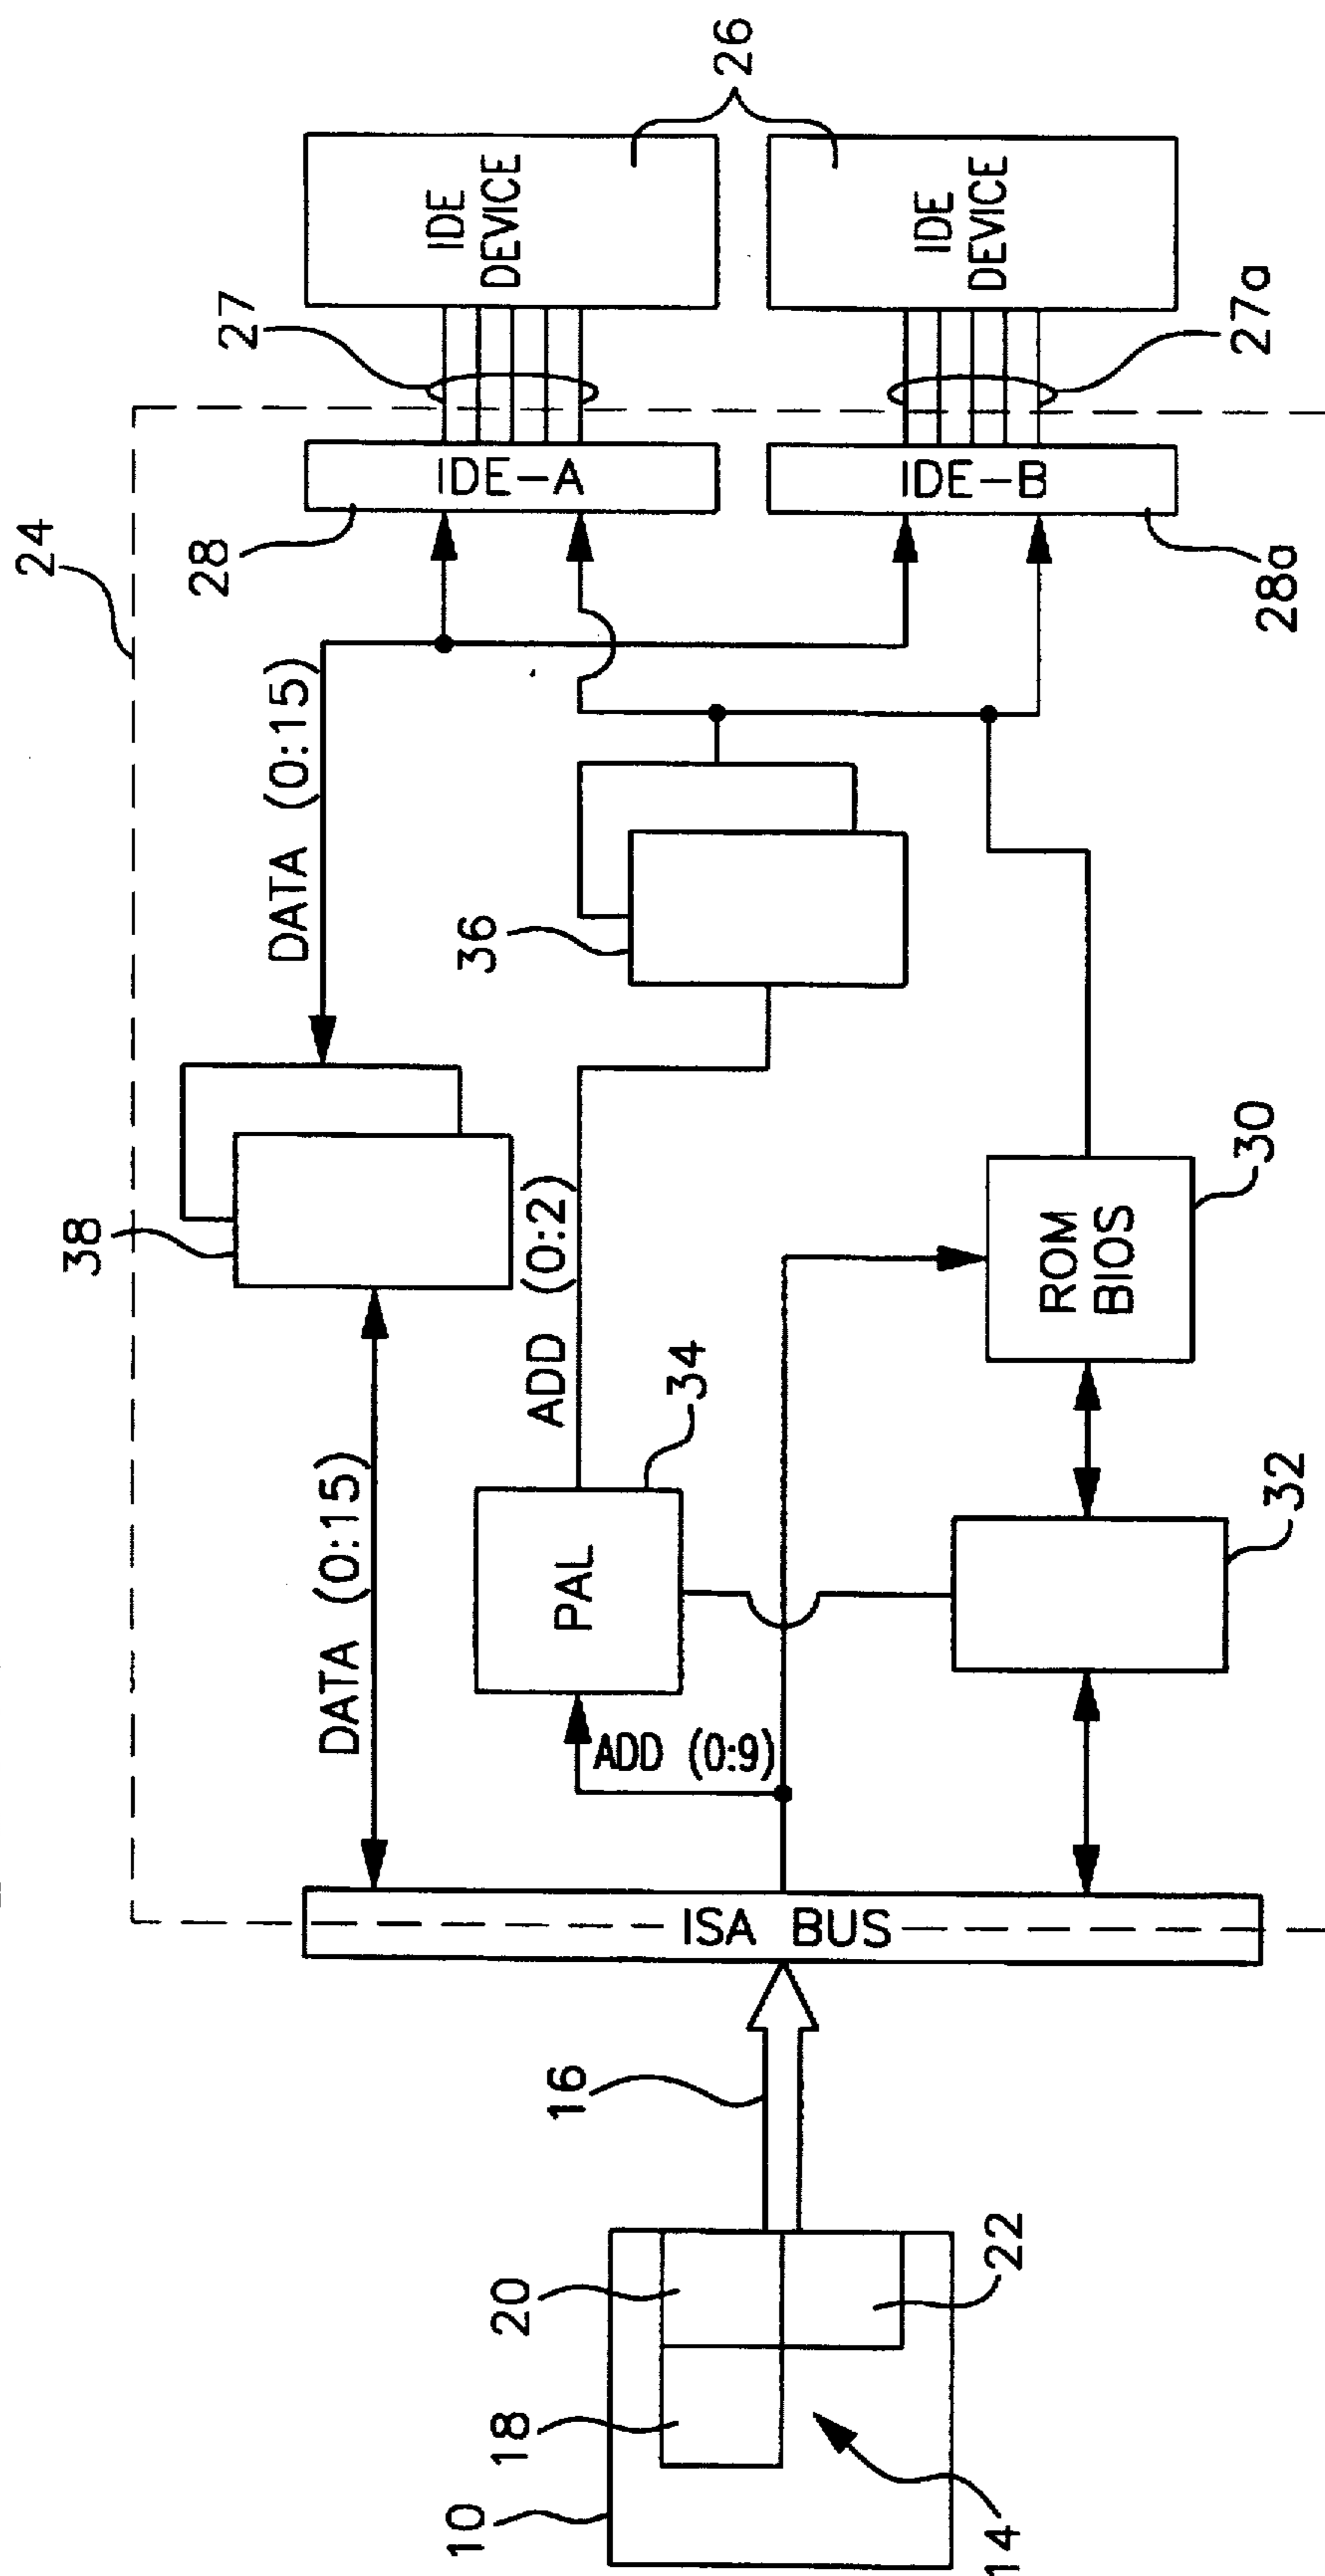 24
26
27
IDE
DEVICE
28
IDE-A
DATA (0:15)
38
36
DATA (0:15)
ADD (0:2)
34
PAL
ADD (0:9)
IDE
DEVICE
27a
IDE-B
28a
ROM
BIOS
30
32
ISA BUS
16
10
18
20
22
14